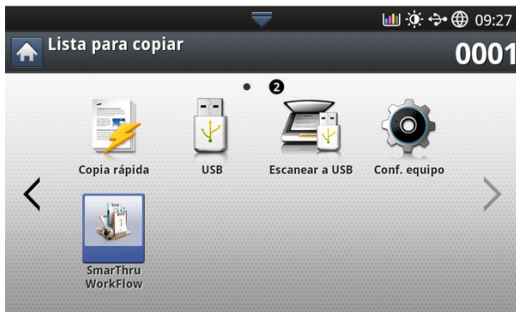 09:27
Lista para copiar
0001
2
Copia rápida
USB
Escanear a USB
Conf. equipo
SmarThru
WorkFlow